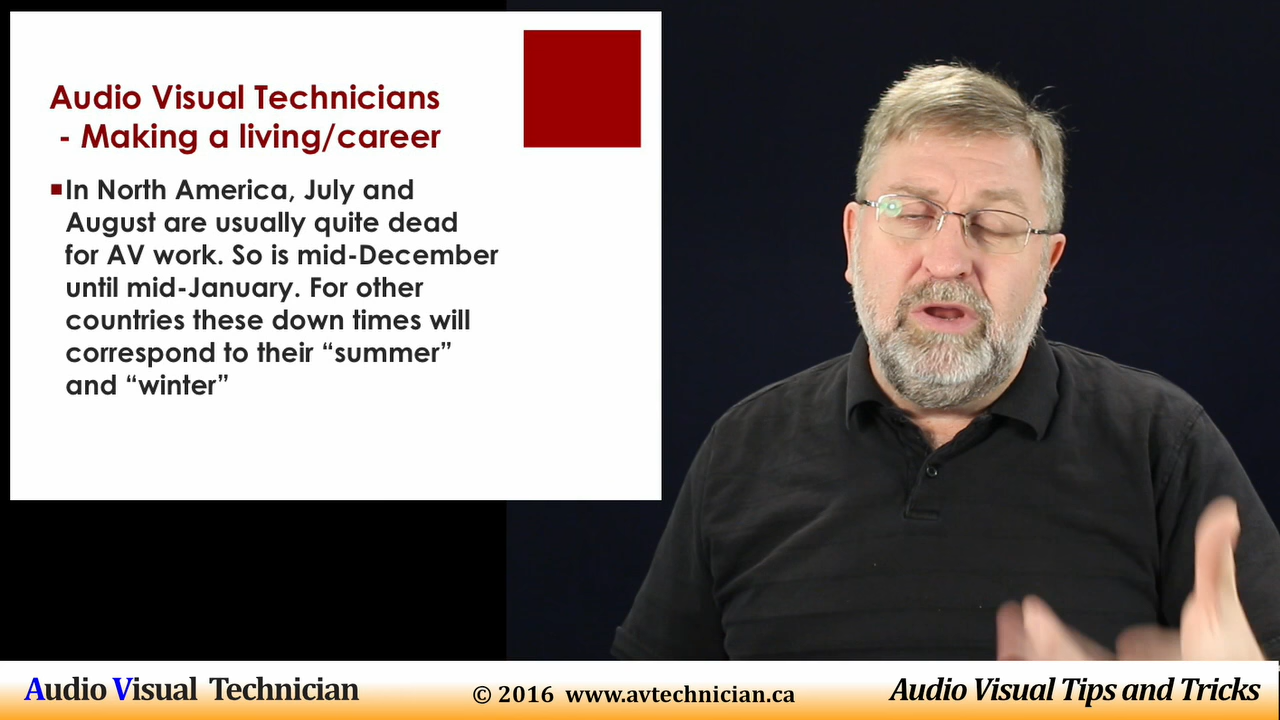 Audio Visual Technicians
- Making a living/career
In North America, July and
August are usually quite dead
for AV work. So is mid-December
until mid-January. For other
countries these down times will
correspond to their “summer”
and “winter”
Audio Visual Technician
© 2016 www.avtechnician.ca
Audio Visual Tips and Tricks